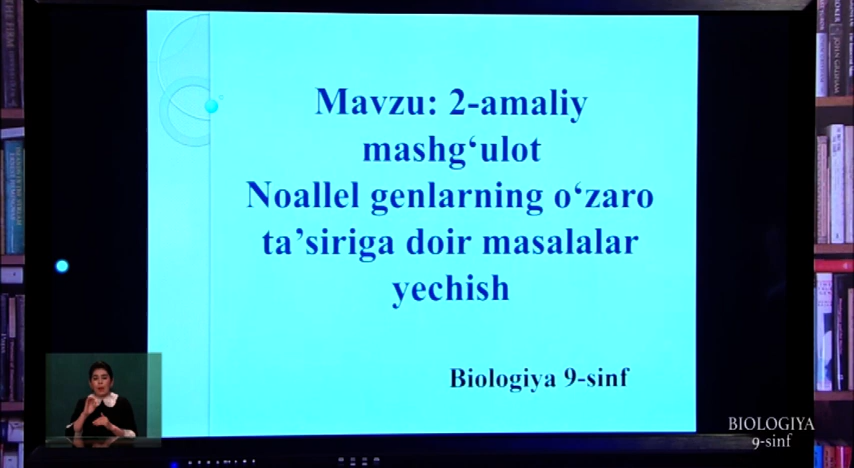 Mavzu: 2-amaliy
mashg‘ulot
Noallel genlarning o‘zaro
ta’siriga doir masalalar
yechish
Biologiya 9-sinf
BIOLOGIYA
9-sinf